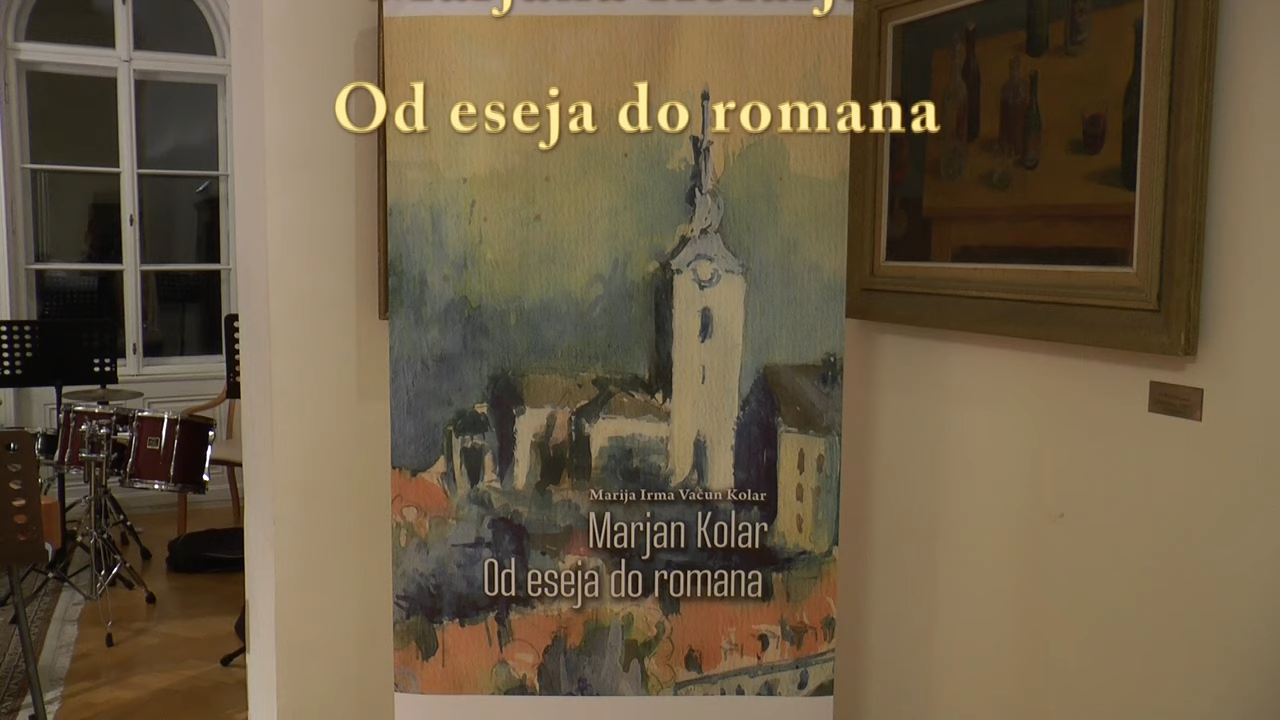 Od eseja do romana
Marija Irma Vačun Kolar
Marjan Kolar
Od eseja do romana